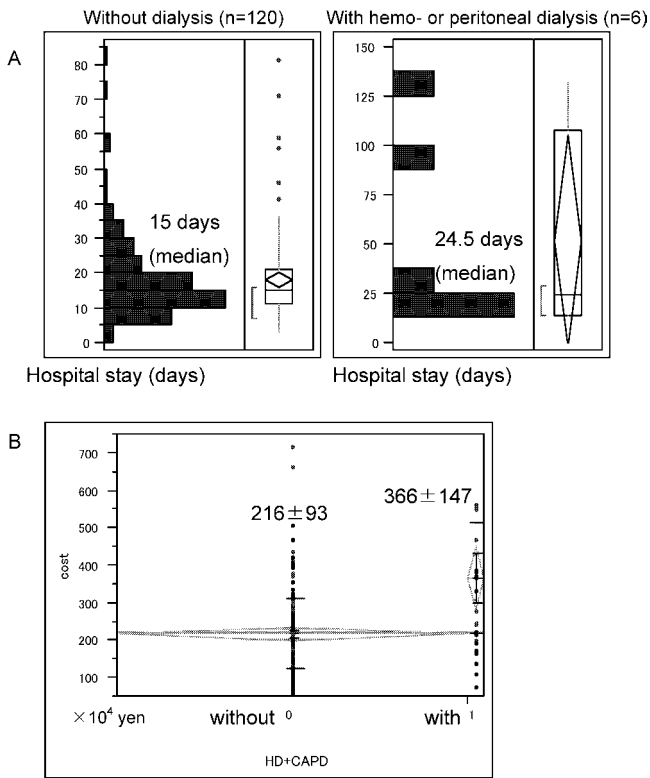 Without dialysis (n=120)
With hemo- or peritoneal dialysis (n=6)
A
80
70
60
50
40
30
20
10
0
15 days
(median)
Hospital stay (days)
150
125
100
75
50
25
0
24.5 days
(median)
Hospital stay (days)
B
700
600
500
400
300
200
100
cost
216±93
366±147
×10⁴ yen
without 0
with 1
HD+CAPD